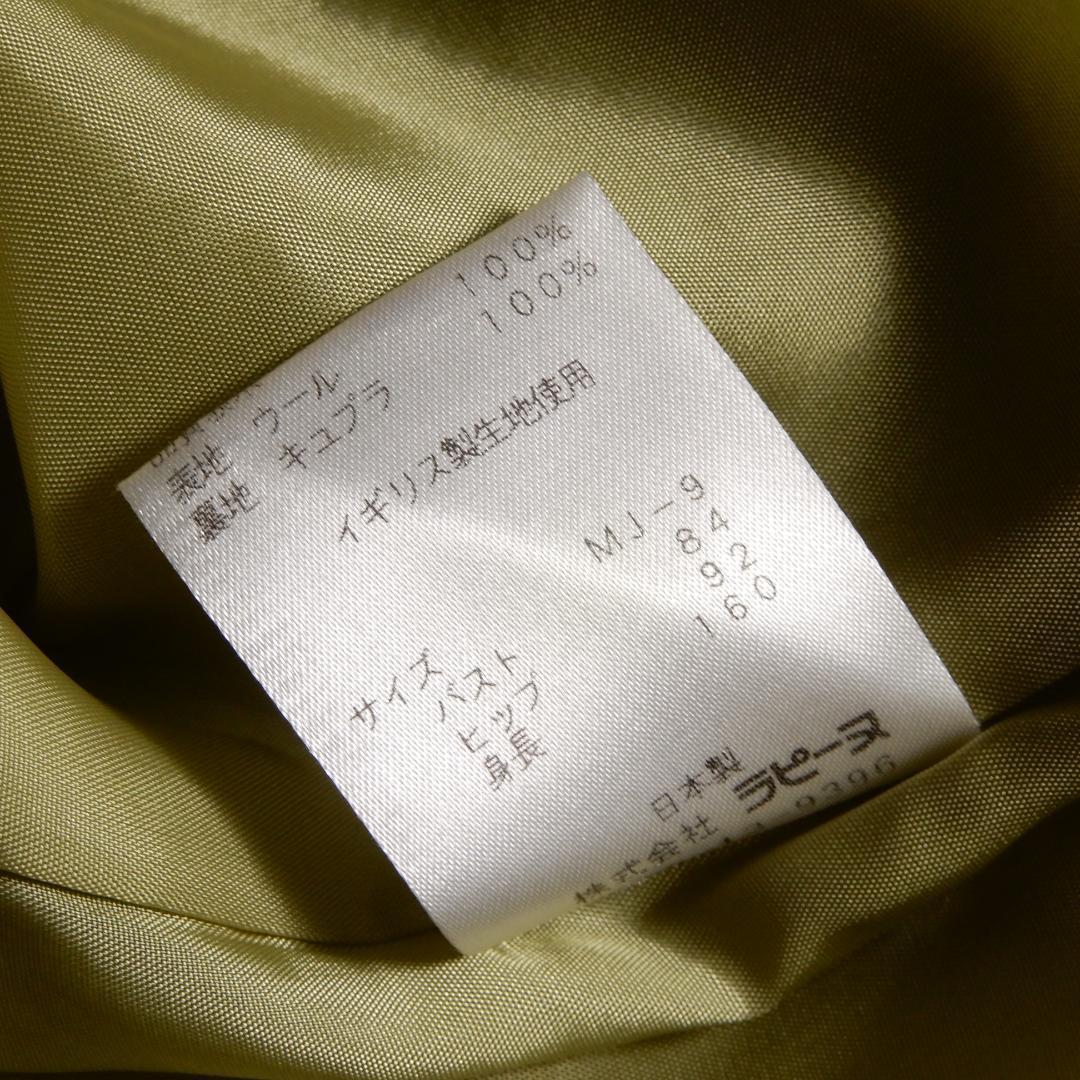 表地 ウール 100%
裏地 キュプラ 100%
イギリス製生地使用
サイズ MJ-9
バスト 84
ヒップ 92
身長 160
日本製
株式会社 ラピーヌ
9396